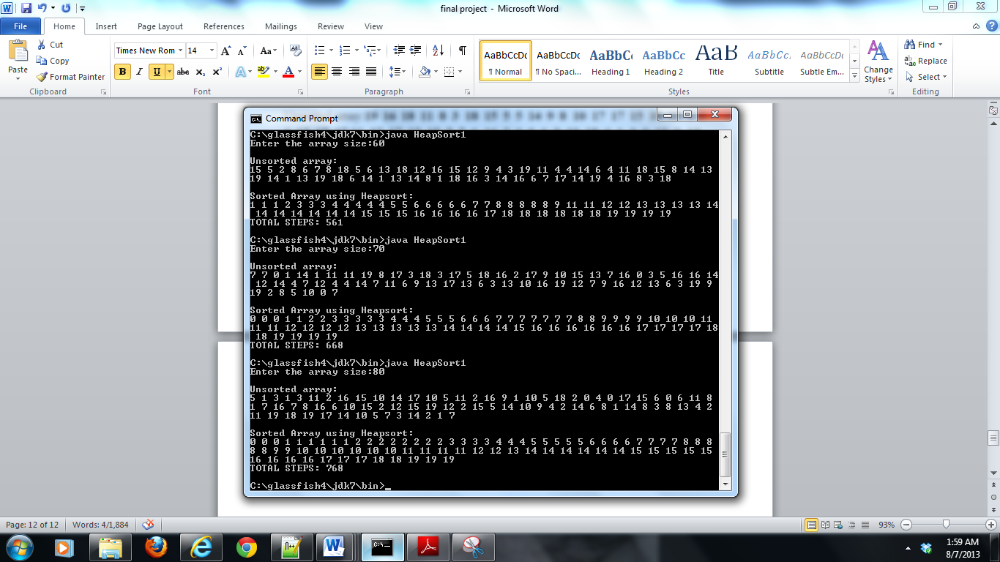 final project - Microsoft Word
File Home Insert Page Layout References Mailings Review View
Paste
Cut
Copy
Format Painter
Clipboard
Times New Rom 14
Font
Paragraph
AaBbCcDc AaBbCcDc AaBbCc AaBbCc AaB AaBbCc. AaBbCcDc
¶ Normal ¶ No Spaci... Heading 1 Heading 2 Title Subtitle Subtle Em...
Styles
Change Styles
Find
Replace
Select
Editing
Command Prompt
C:\glassfish4\jdk7\bin>java HeapSort1
Enter the array size:60
Unsorted array:
15 5 2 8 6 7 8 18 5 6 13 18 12 16 15 12 9 4 3 19 11 4 4 14 6 4 11 18 15 8 14 13
19 14 1 13 19 18 6 14 1 13 14 8 1 18 16 3 14 16 6 7 17 14 19 4 16 8 3 18
Sorted Array using Heapsort:
1 1 1 2 3 3 3 4 4 4 4 4 5 5 6 6 6 6 6 7 7 8 8 8 8 8 9 11 11 12 12 13 13 13 13 14
14 14 14 14 14 14 15 15 15 16 16 16 16 17 18 18 18 18 18 18 19 19 19 19
TOTAL STEPS: 561
C:\glassfish4\jdk7\bin>java HeapSort1
Enter the array size:70
Unsorted array:
7 7 0 1 14 1 11 11 19 8 17 3 18 3 17 5 18 16 2 17 9 10 15 13 7 16 0 3 5 16 16 14
12 14 4 7 12 4 4 14 7 11 6 9 13 17 13 6 3 13 10 16 19 12 7 9 16 12 13 6 3 19 9
19 2 8 5 10 0 7
Sorted Array using Heapsort:
0 0 0 1 1 2 2 3 3 3 3 3 4 4 4 5 5 5 6 6 6 7 7 7 7 7 7 7 8 8 9 9 9 9 10 10 10 11
11 11 12 12 12 12 13 13 13 13 13 14 14 14 14 15 16 16 16 16 16 16 17 17 17 17 18
18 19 19 19 19
TOTAL STEPS: 668
C:\glassfish4\jdk7\bin>java HeapSort1
Enter the array size:80
Unsorted array:
5 1 3 1 3 11 2 16 15 10 14 17 10 5 11 2 16 9 1 10 5 18 2 0 4 0 17 15 6 0 6 11 8
1 7 16 7 8 16 6 10 15 2 12 15 19 12 2 15 5 14 10 9 4 2 14 6 8 1 14 8 3 8 13 4 2
11 19 18 19 17 14 10 5 7 3 14 2 1 7
Sorted Array using Heapsort:
0 0 0 1 1 1 1 1 1 2 2 2 2 2 2 2 2 3 3 3 3 4 4 4 5 5 5 5 5 6 6 6 6 7 7 7 7 8 8 8
8 8 9 9 10 10 10 10 10 10 11 11 11 11 12 12 13 14 14 14 14 14 14 15 15 15 15 15
16 16 16 16 17 17 17 18 18 19 19 19
TOTAL STEPS: 768
C:\glassfish4\jdk7\bin>_
Page: 12 of 12 Words: 4/1,884 93%
1:59 AM
8/7/2013